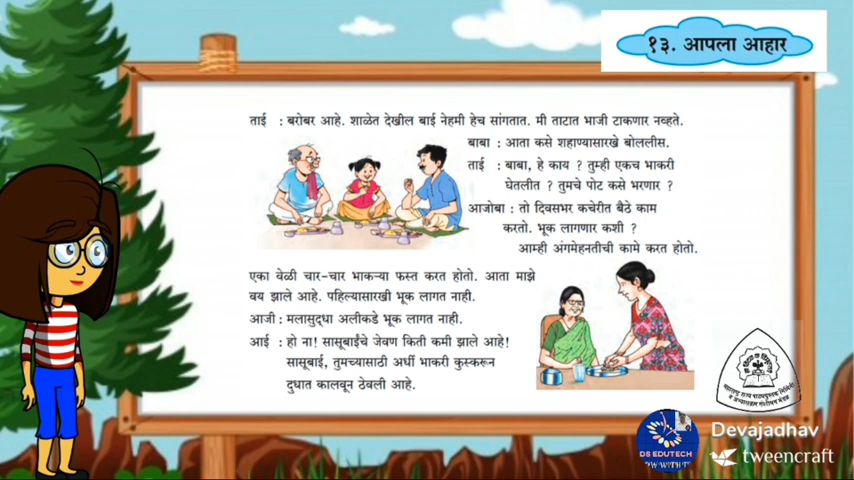 १३. आपला आहार
ताई : बरोबर आहे. शाळेत देखील बाई नेहमी हेच सांगतात. मी ताटात भाजी टाकणार नव्हते.
बाबा : आता कसे शहाण्यासारखे बोललीस.
ताई : बाबा, हे काय ? तुम्ही एकच भाकरी
घेतलीत ? तुमचे पोट कसे भरणार ?
आजोबा : तो दिवसभर कचेरीत बैठे काम
करतो. भूक लागणार कशी ?
आम्ही अंगमेहनतीची कामे करत होतो.
एका वेळी चार-चार भाकऱ्या फस्त करत होतो. आता माझे
वय झाले आहे. पहिल्यासारखी भूक लागत नाही.
आजी : मलासुद्धा अलीकडे भूक लागत नाही.
आई : हो ना! सासूबाईंचे जेवण किती कमी झाले आहे!
सासूबाई, तुमच्यासाठी अर्धी भाकरी कुस्करून
दुधात कालवून ठेवली आहे.
DS EDUTECH
Devajadhav
tweencraft